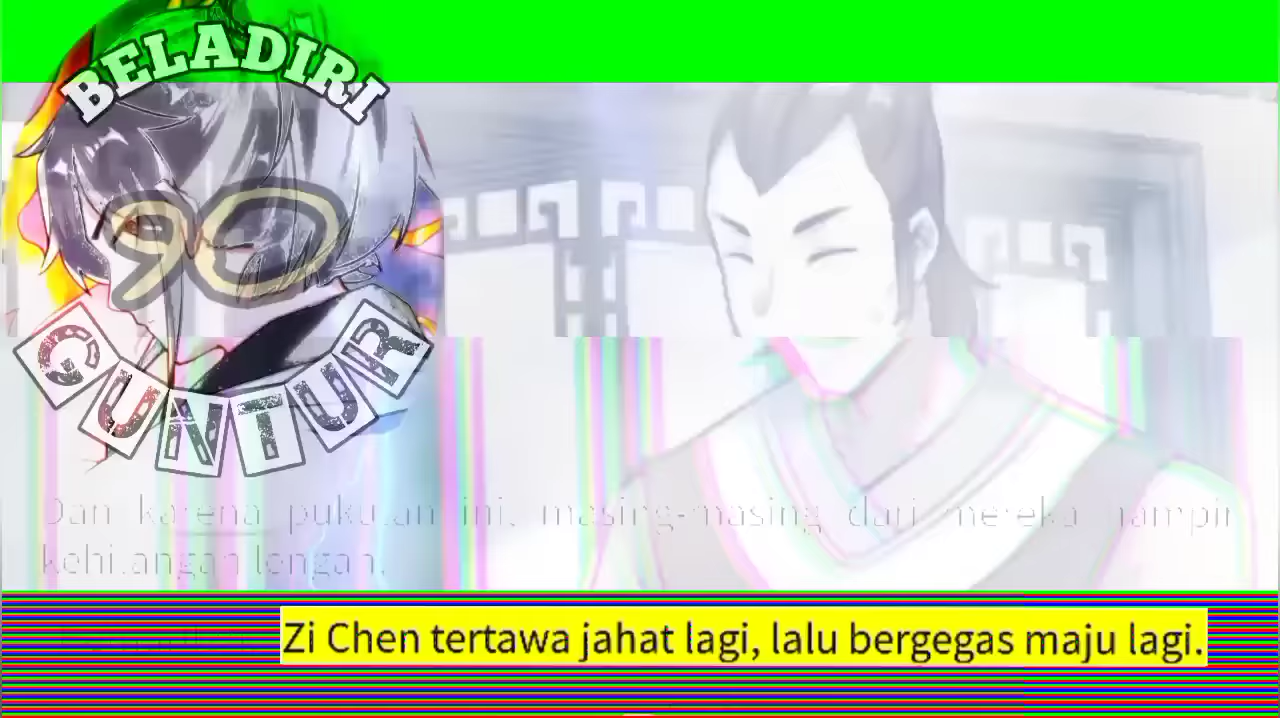 BELADIRI
90
GUNTUR
Dan karena pukulan ini, masing-masing dari mereka hampir
kehilangan lengan.
Zi Chen tertawa jahat lagi, lalu bergegas maju lagi.